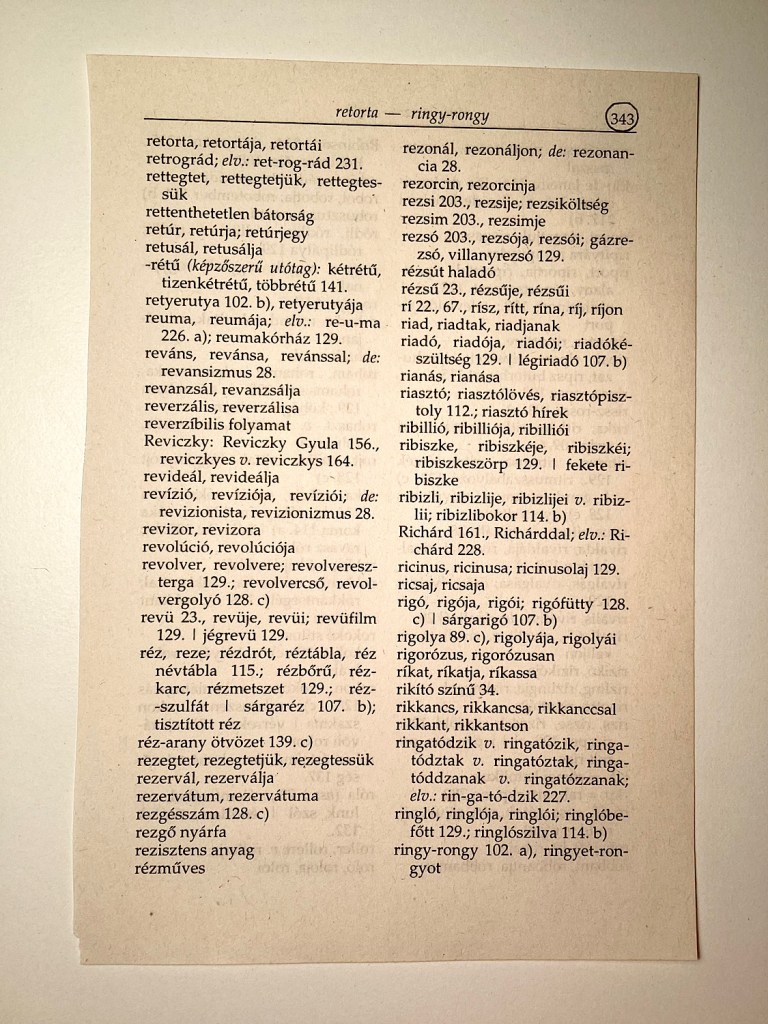 retorta — ringy-rongy
343
retorta, retortája, retortái
retrográd; elv.: ret-rog-rád 231.
rettegtet, rettegtetjük, rettegtes-
sük
rettenthetetlen bátorság
retúr, retúrja; retúrjegy
retusál, retusálja
-rétű (képzőszerű utótag): kétrétű,
tizenkétrétű, többrétű 141.
retyerutya 102. b), retyerutyája
reuma, reumája; elv.: re-u-ma
226. a); reumakórház 129.
reváns, revánsa, revánssal; de:
revansizmus 28.
revanzsál, revanzsálja
reverzális, reverzálisa
reverzíbilis folyamat
Reviczky: Reviczky Gyula 156.,
reviczkyes v. reviczkys 164.
revideál, revideálja
revízió, revíziója, revíziói; de:
revizionista, revizionizmus 28.
revizor, revizora
revolúció, revolúciója
revolver, revolvere; revolveresz-
terga 129.; revolvercső, revol-
vergolyó 128. c)
revü 23., revüje, revüi; revüfilm
129. | jégrevü 129.
réz, reze; rézdrót, réztábla, réz
névtábla 115.; rézbőrű, réz-
karc, rézmetszet 129.; réz-
-szulfát | sárgaréz 107. b);
tisztított réz
réz-arany ötvözet 139. c)
rezegtet, rezegtetjük, rezegtessük
rezervál, rezerválja
rezervátum, rezervátuma
rezgésszám 128. c)
rezgő nyárfa
rezisztens anyag
rézműves
rezonál, rezonáljon; de: rezonan-
cia 28.
rezorcin, rezorcinja
rezsi 203., rezsije; rezsiköltség
rezsim 203., rezsimje
rezsó 203., rezsója, rezsói; gázre-
zsó, villanyrezsó 129.
rézsút haladó
rézsű 23., rézsűje, rézsűi
rí 22., 67., rísz, rítt, rína, ríj, ríjon
riad, riadtak, riadjanak
riadó, riadója, riadói; riadóké-
szültség 129. | légiriadó 107. b)
rianás, rianása
riasztó; riasztólövés, riasztópisz-
toly 112.; riasztó hírek
ribillió, ribilliója, ribilliói
ribiszke, ribiszkéje, ribiszkéi;
ribiszkeszörp 129. | fekete ri-
biszke
ribizli, ribizlije, ribizlijei v. ribiz-
lii; ribizlibokor 114. b)
Richárd 161., Richárddal; elv.: Ri-
chárd 228.
ricinus, ricinusa; ricinusolaj 129.
ricsaj, ricsaja
rigó, rigója, rigói; rigófütty 128.
c) | sárgarigó 107. b)
rigolya 89. c), rigolyája, rigolyái
rigorózus, rigorózusan
ríkat, ríkatja, ríkassa
rikító színű 34.
rikkancs, rikkancsa, rikkanccsal
rikkant, rikkantson
ringatódzik v. ringatózik, ringa-
tództak v. ringatóztak, ringa-
tóddzanak v. ringatózzanak;
elv.: rin-ga-tó-dzik 227.
ringló, ringlója, ringlói; ringlóbe-
főtt 129.; ringlószilva 114. b)
ringy-rongy 102. a), ringyet-ron-
gyot